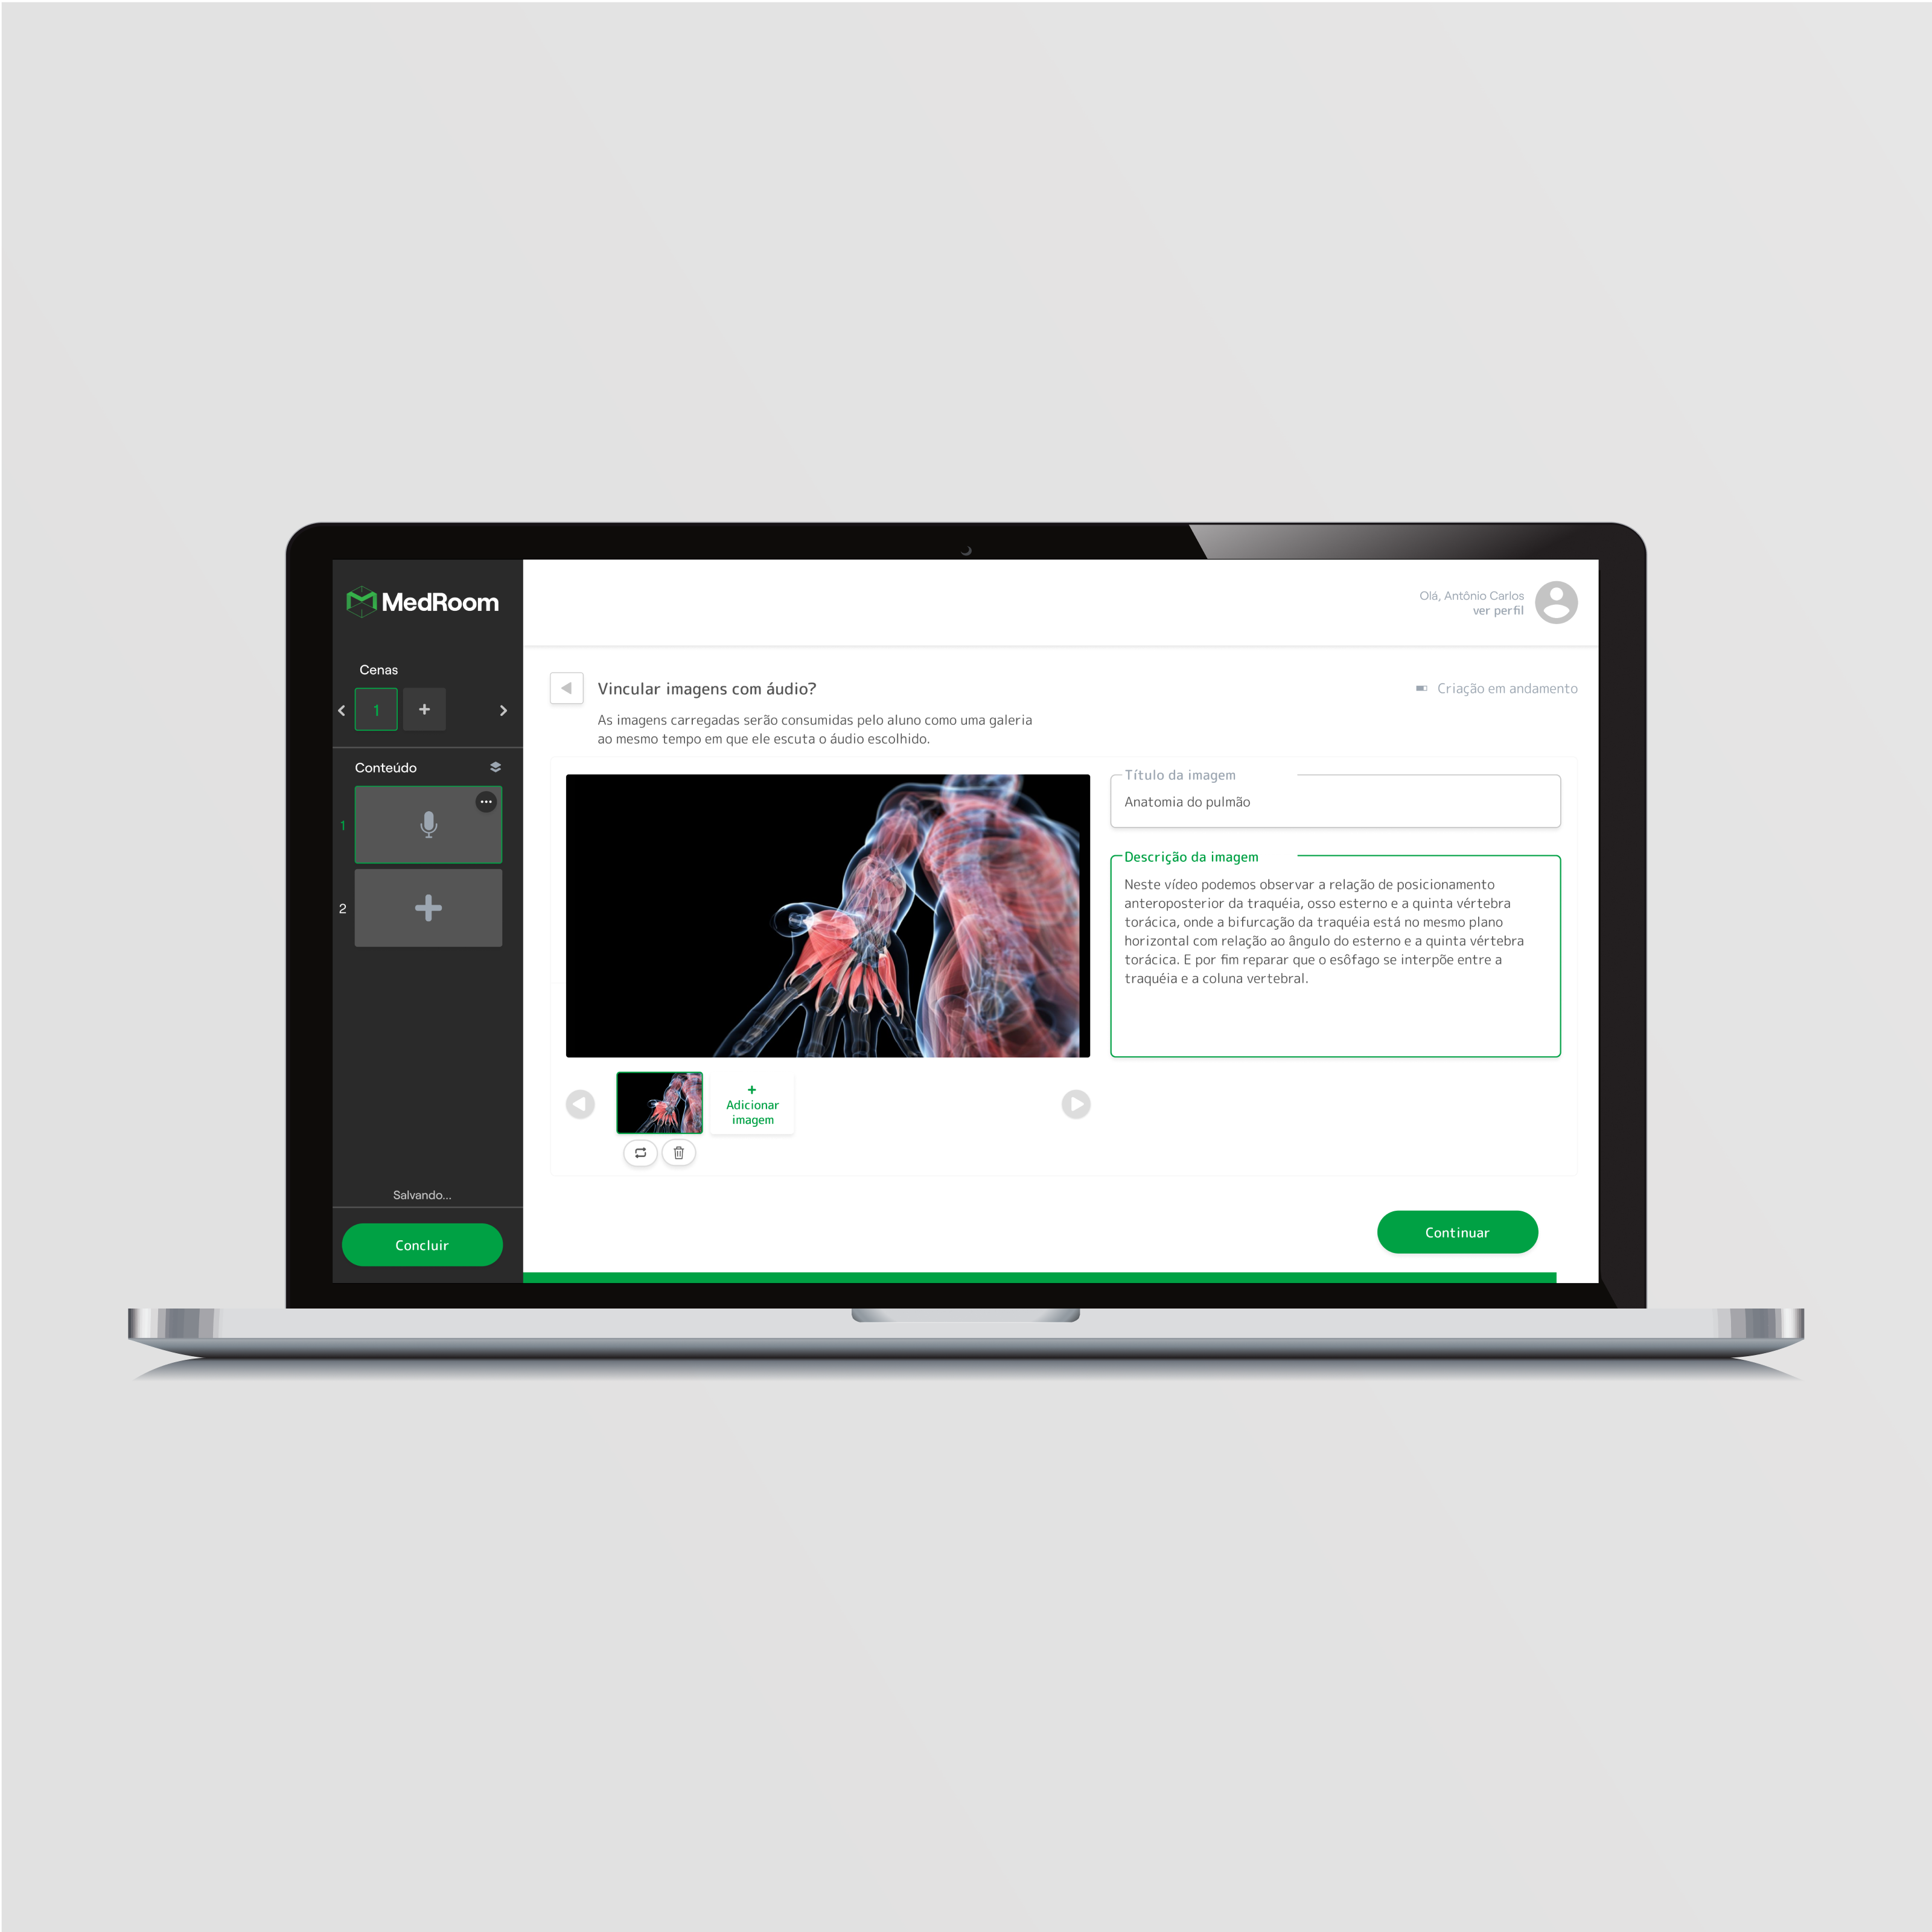 MedRoom
Olá, Antônio Carlos
ver perfil
Cenas
1
+
Vincular imagens com áudio?
Criação em andamento
As imagens carregadas serão consumidas pelo aluno como uma galeria
ao mesmo tempo em que ele escuta o áudio escolhido.
Conteúdo
1
2
Título da imagem
Anatomia do pulmão
Descrição da imagem
Neste vídeo podemos observar a relação de posicionamento
anteroposterior da traquéia, osso esterno e a quinta vértebra
torácica, onde a bifurcação da traquéia está no mesmo plano
horizontal com relação ao ângulo do esterno e a quinta vértebra
torácica. E por fim reparar que o esôfago se interpõe entre a
traquéia e a coluna vertebral.
+
Adicionar
imagem
Salvando...
Concluir
Continuar